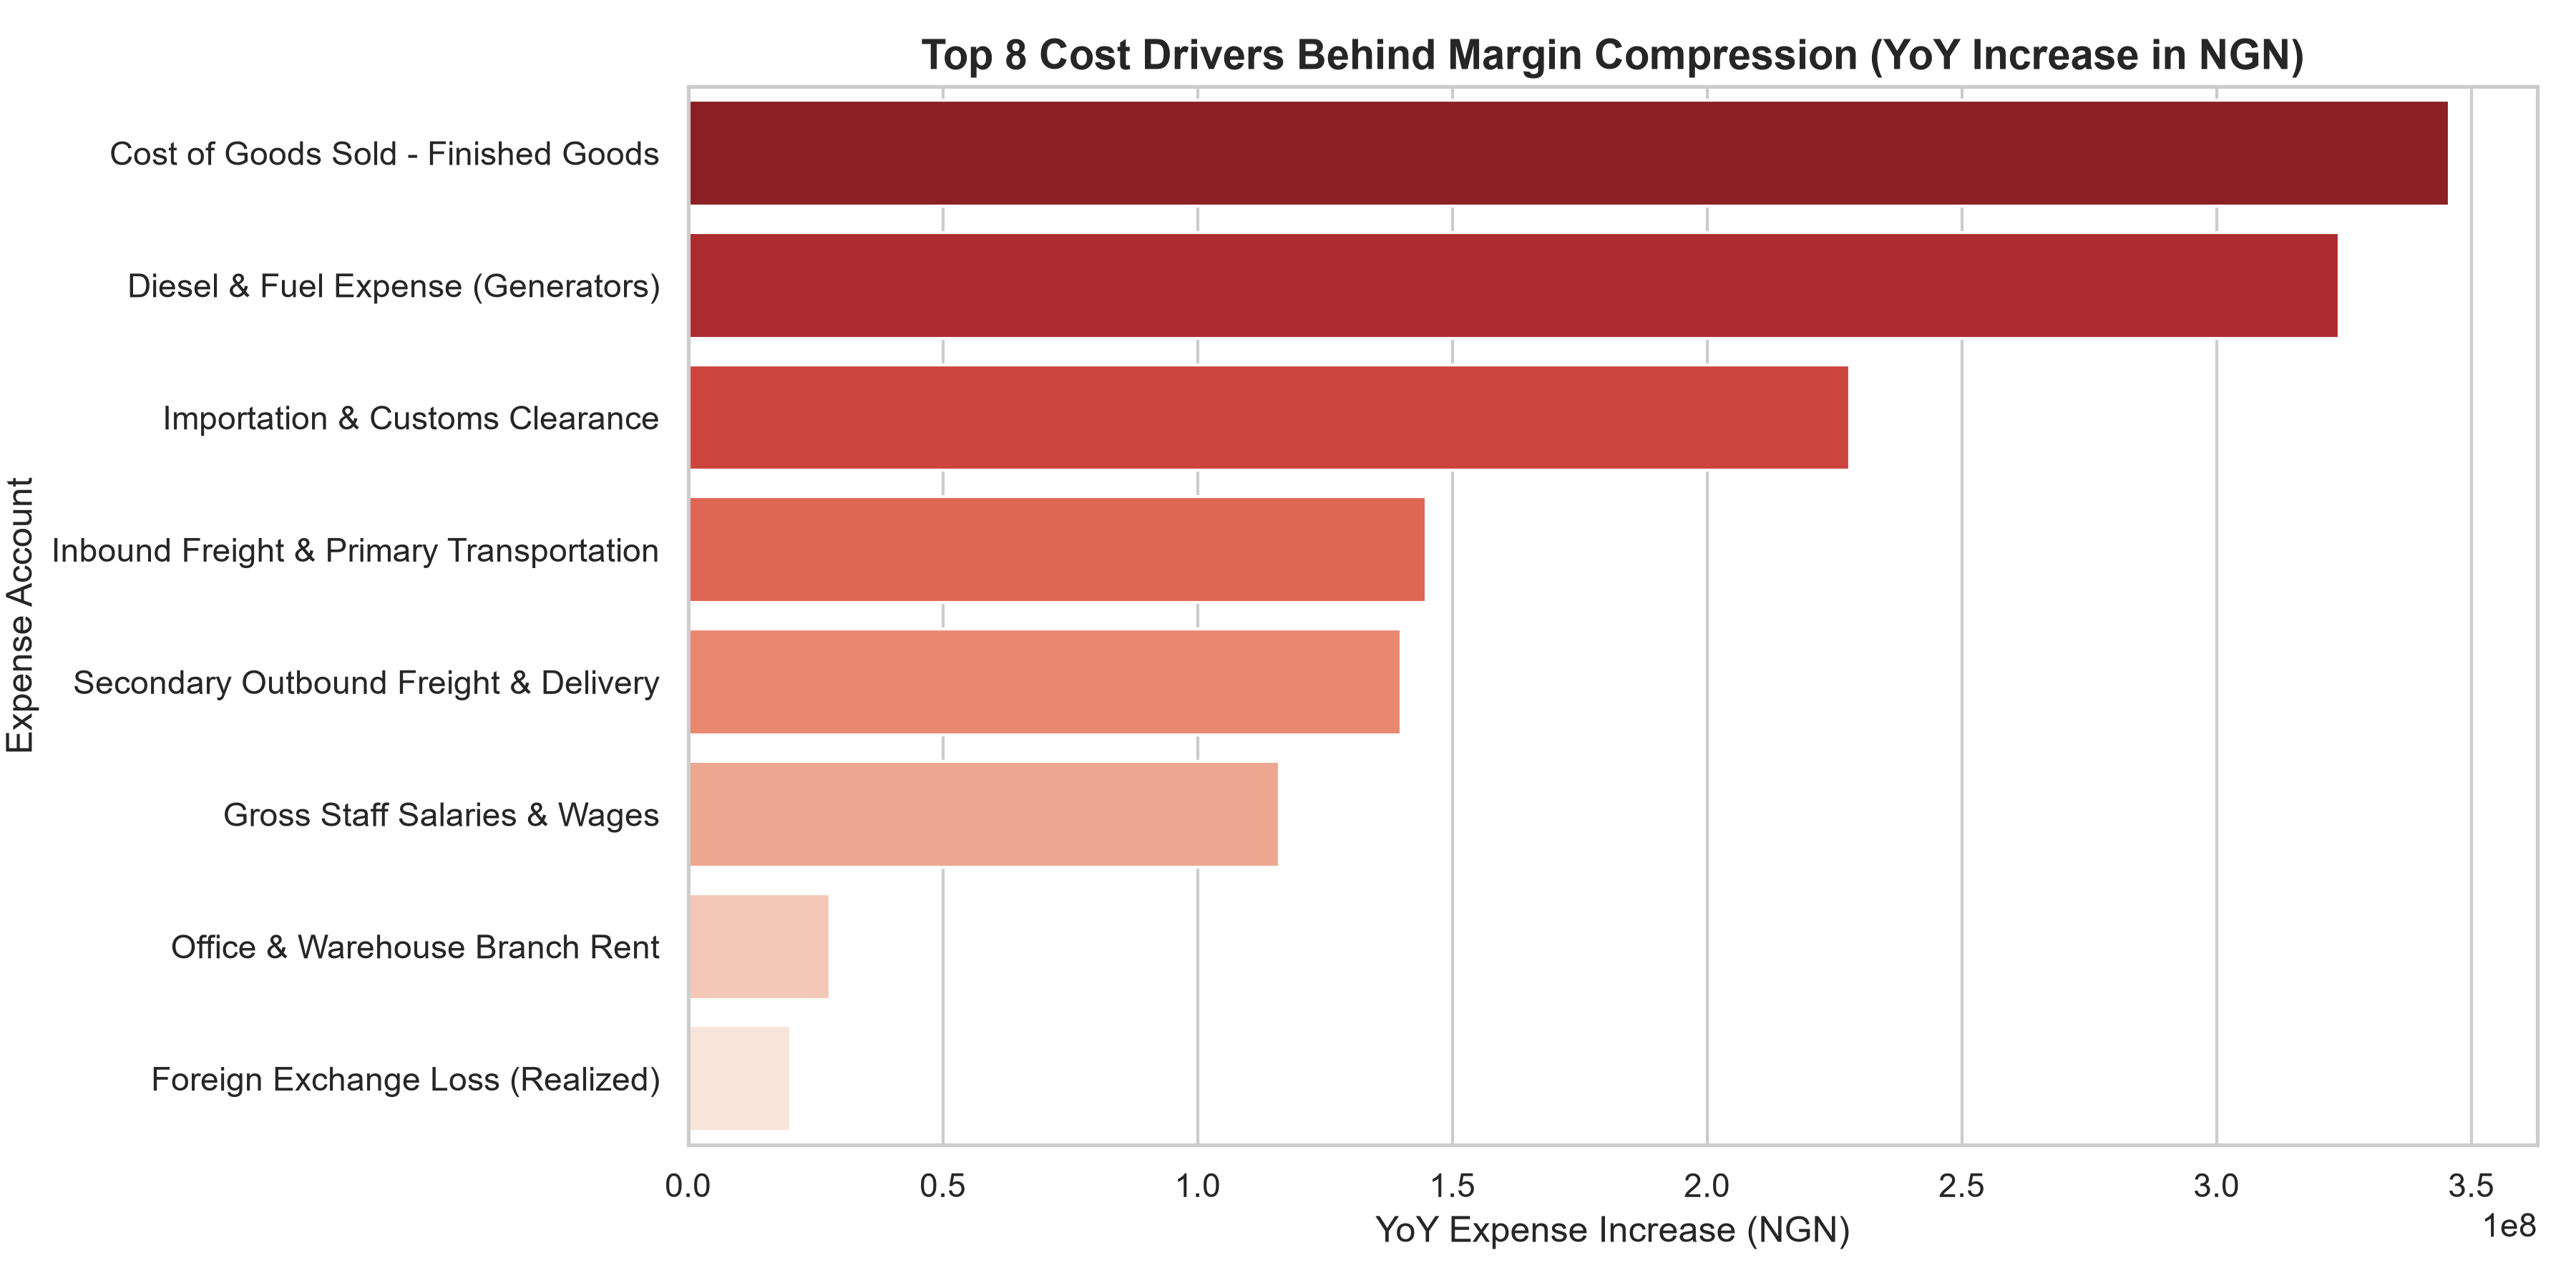 Top 8 Cost Drivers Behind Margin Compression (YoY Increase in NGN)
Expense Account
Cost of Goods Sold - Finished Goods
Diesel & Fuel Expense (Generators)
Importation & Customs Clearance
Inbound Freight & Primary Transportation
Secondary Outbound Freight & Delivery
Gross Staff Salaries & Wages
Office & Warehouse Branch Rent
Foreign Exchange Loss (Realized)
0.0 0.5 1.0 1.5 2.0 2.5 3.0 3.5
YoY Expense Increase (NGN)
1e8